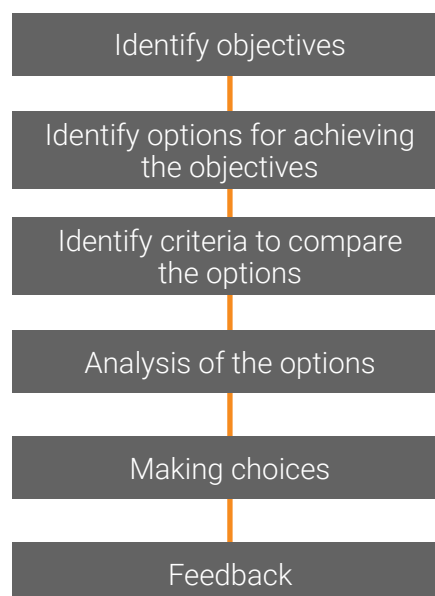 Identify objectives
Identify options for achieving
the objectives
Identify criteria to compare
the options
Analysis of the options
Making choices
Feedback